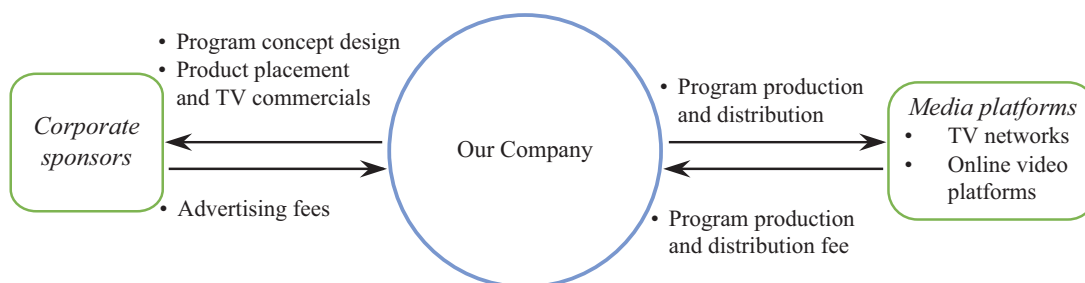 • Program concept design
• Product placement
and TV commercials
Corporate
sponsors
• Advertising fees
Our Company
• Program production
and distribution
• Program production
and distribution fee
Media platforms
• TV networks
• Online video
platforms